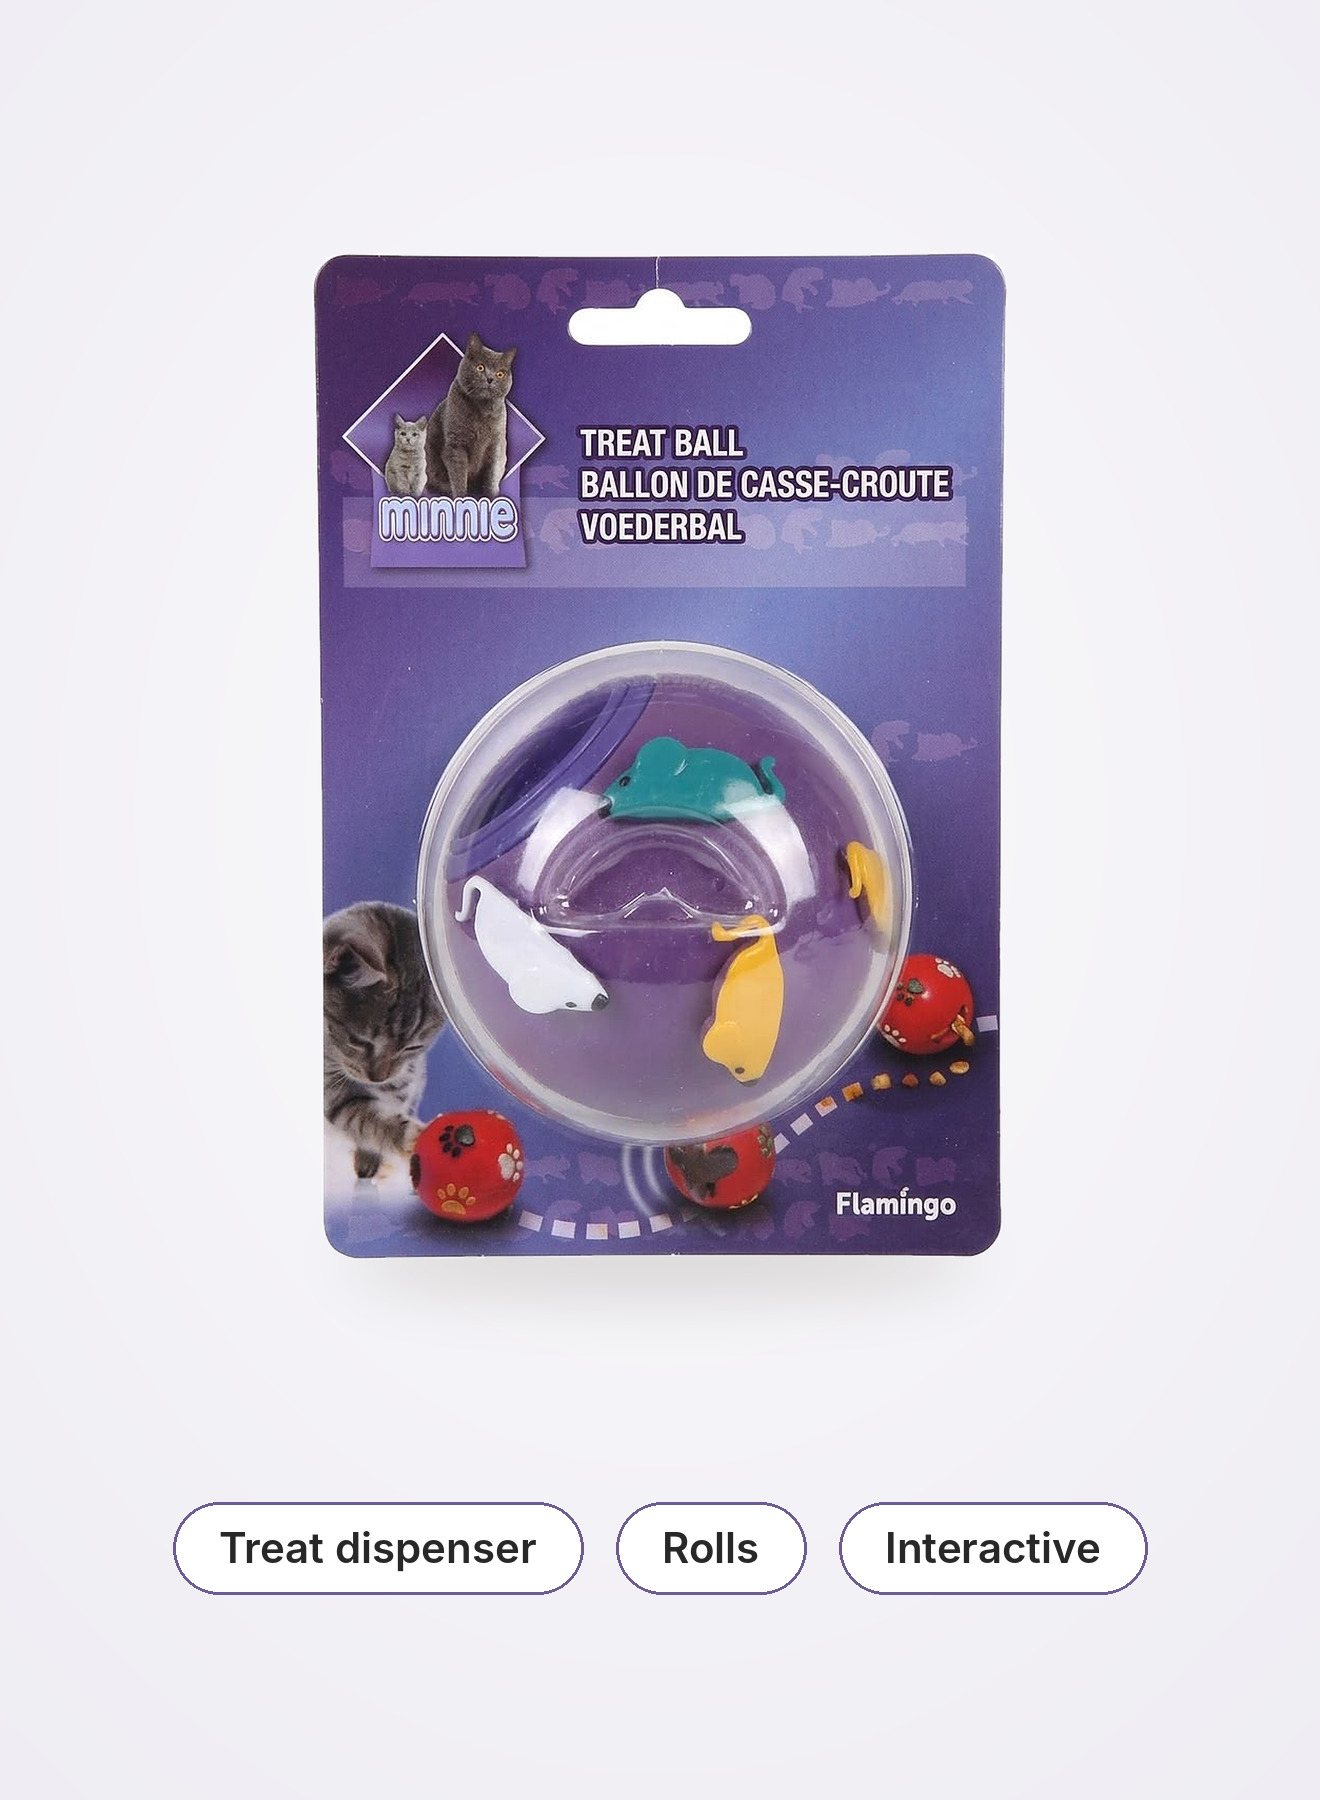 minnie
TREAT BALL
BALLON DE CASSE-CROUTE
VOEDERBAL
Flamingo
Treat dispenser
Rolls
Interactive